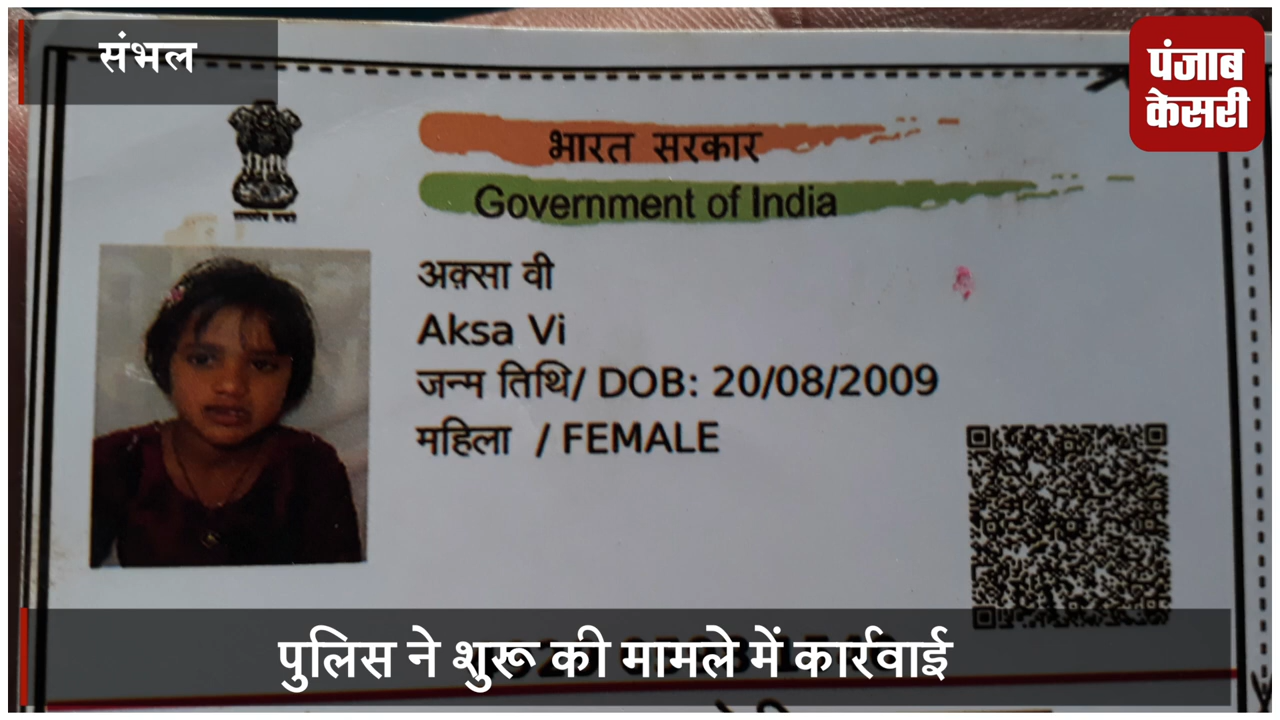 संभल
पंजाब
केसरी
भारत सरकार
Government of India
अक़्सा वी
Aksa Vi
जन्म तिथि/ DOB: 20/08/2009
महिला / FEMALE
पुलिस ने शुरू की मामले में कार्रवाई